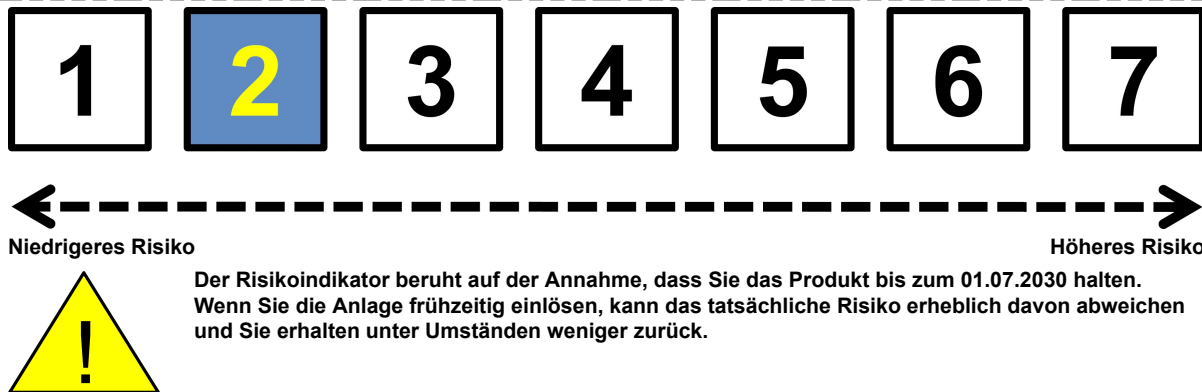 1 2 3 4 5 6 7
Niedrigeres Risiko Höheres Risiko
Der Risikoindikator beruht auf der Annahme, dass Sie das Produkt bis zum 01.07.2030 halten.
Wenn Sie die Anlage frühzeitig einlösen, kann das tatsächliche Risiko erheblich davon abweichen
und Sie erhalten unter Umständen weniger zurück.
!